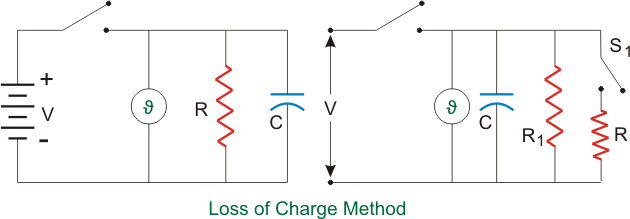 +
V
-
ϑ
R
C
V
ϑ
C
R1
S1
R
Loss of Charge Method